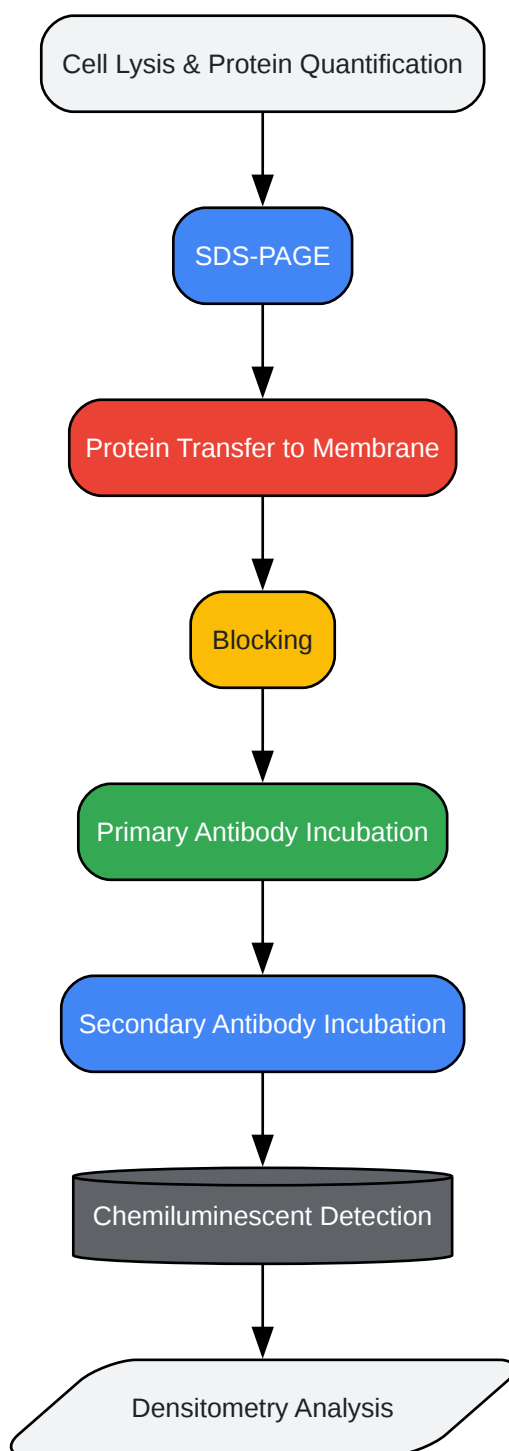 Cell Lysis & Protein Quantification
SDS-PAGE
Protein Transfer to Membrane
Blocking
Primary Antibody Incubation
Secondary Antibody Incubation
Chemiluminescent Detection
Densitometry Analysis